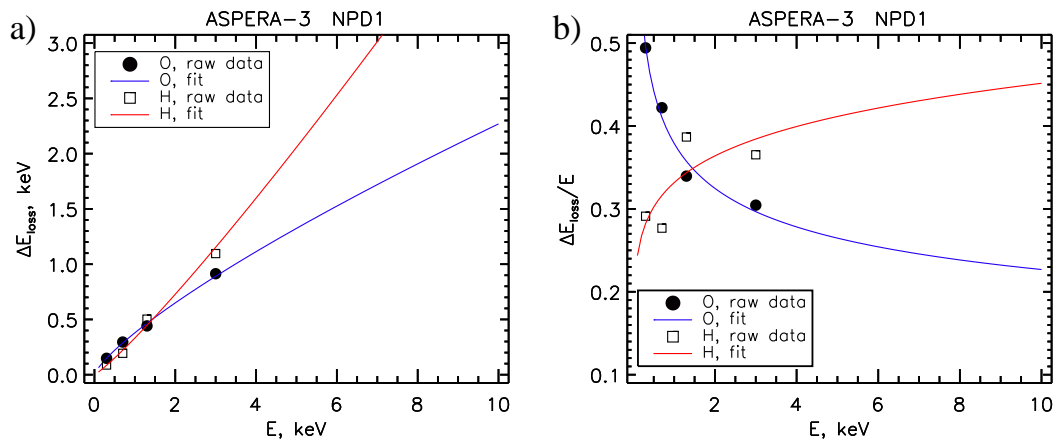 a)
ASPERA-3 NPD1
3.0
2.5
2.0
1.5
1.0
0.5
0.0
ΔE_loss, keV
O, raw data
O, fit
H, raw data
H, fit
0 2 4 6 8 10
E, keV
b)
ASPERA-3 NPD1
0.5
0.4
0.3
0.2
0.1
ΔE_loss/E
O, raw data
O, fit
H, raw data
H, fit
2 4 6 8 10
E, keV